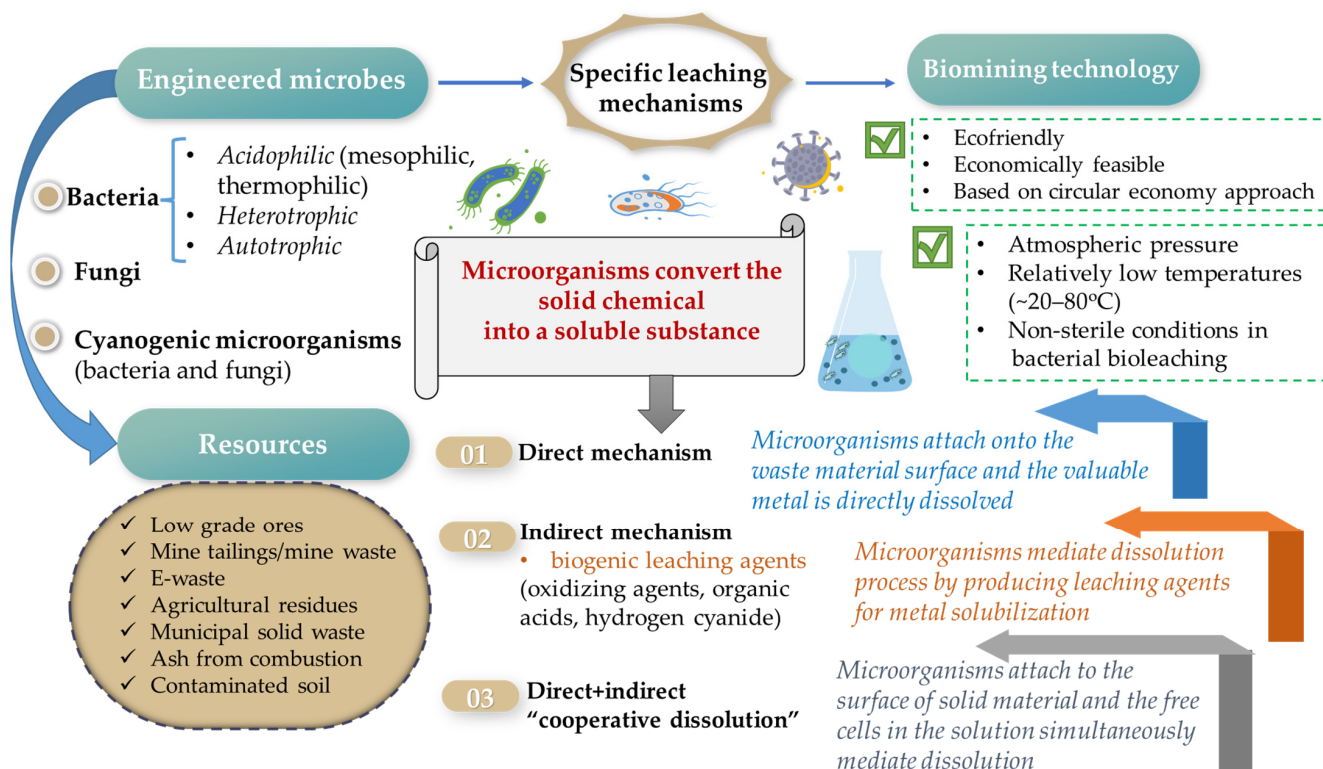 Engineered microbes
Specific leaching
mechanisms
Biomining technology
Bacteria
• Acidophilic (mesophilic,
thermophilic)
• Heterotrophic
• Autotrophic
Fungi
Cyanogenic microorganisms
(bacteria and fungi)
• Ecofriendly
• Economically feasible
• Based on circular economy approach
• Atmospheric pressure
• Relatively low temperatures
(~20–80°C)
• Non-sterile conditions in
bacterial bioleaching
Microorganisms convert the
solid chemical
into a soluble substance
Resources
✓ Low grade ores
✓ Mine tailings/mine waste
✓ E-waste
✓ Agricultural residues
✓ Municipal solid waste
✓ Ash from combustion
✓ Contaminated soil
01 Direct mechanism
Microorganisms attach onto the
waste material surface and the valuable
metal is directly dissolved
02 Indirect mechanism
• biogenic leaching agents
(oxidizing agents, organic
acids, hydrogen cyanide)
Microorganisms mediate dissolution
process by producing leaching agents
for metal solubilization
03 Direct+indirect
“cooperative dissolution”
Microorganisms attach to the
surface of solid material and the free
cells in the solution simultaneously
mediate dissolution